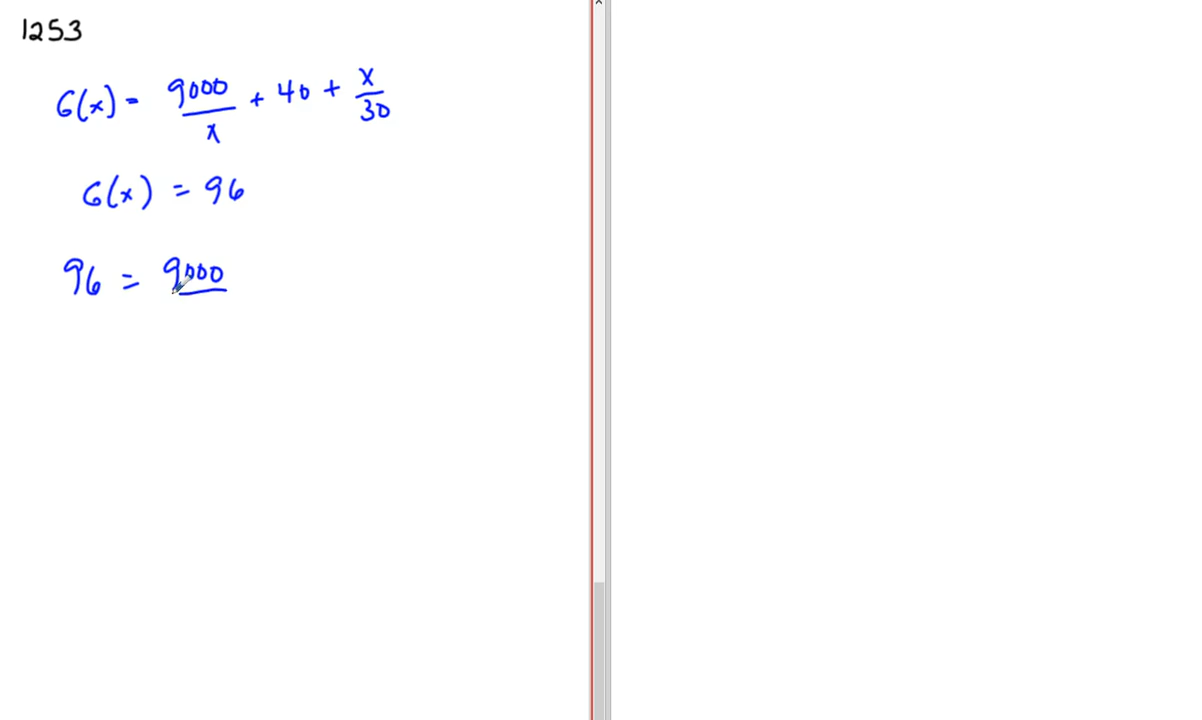 1253
G(x) = 9000/x + 40 + x/30
G(x) = 96
96 = 9000